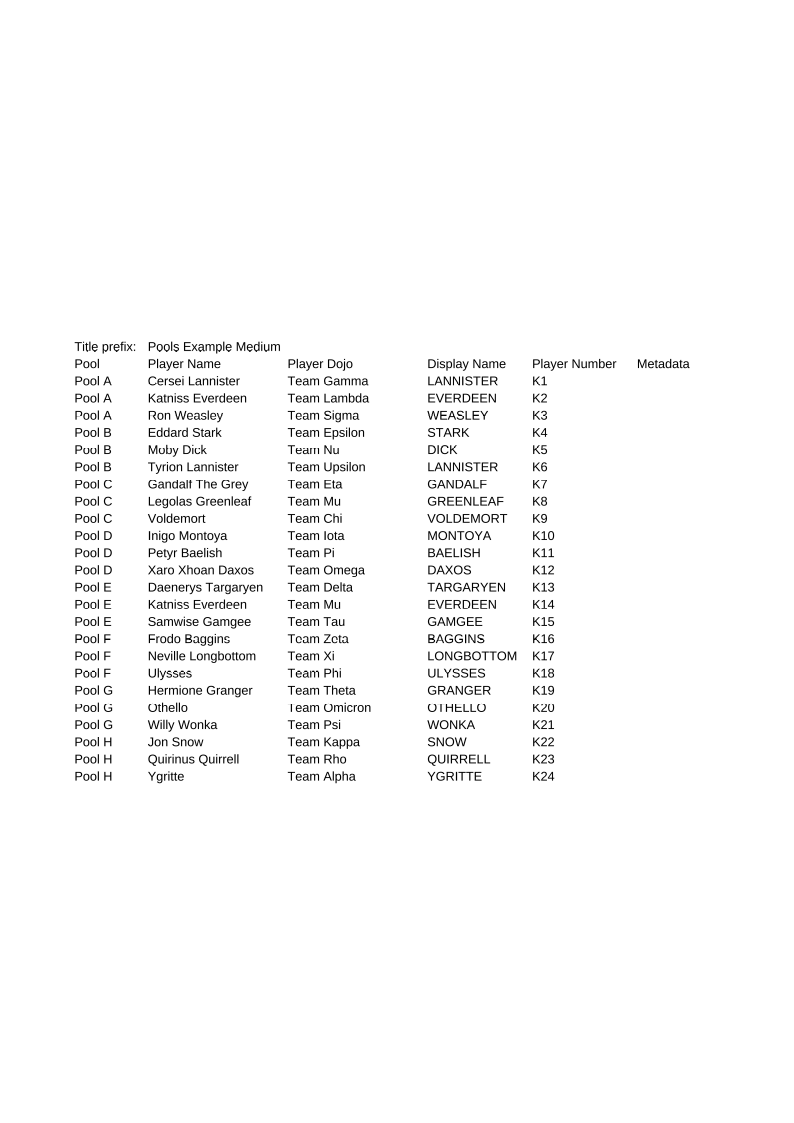 Title prefix: Pools Example Medium
Pool Player Name Player Dojo Display Name Player Number Metadata
Pool A Cersei Lannister Team Gamma LANNISTER K1
Pool A Katniss Everdeen Team Lambda EVERDEEN K2
Pool A Ron Weasley Team Sigma WEASLEY K3
Pool B Eddard Stark Team Epsilon STARK K4
Pool B Moby Dick Team Nu DICK K5
Pool B Tyrion Lannister Team Upsilon LANNISTER K6
Pool C Gandalf The Grey Team Eta GANDALF K7
Pool C Legolas Greenleaf Team Mu GREENLEAF K8
Pool C Voldemort Team Chi VOLDEMORT K9
Pool D Inigo Montoya Team Iota MONTOYA K10
Pool D Petyr Baelish Team Pi BAELISH K11
Pool D Xaro Xhoan Daxos Team Omega DAXOS K12
Pool E Daenerys Targaryen Team Delta TARGARYEN K13
Pool E Katniss Everdeen Team Mu EVERDEEN K14
Pool E Samwise Gamgee Team Tau GAMGEE K15
Pool F Frodo Baggins Team Zeta BAGGINS K16
Pool F Neville Longbottom Team Xi LONGBOTTOM K17
Pool F Ulysses Team Phi ULYSSES K18
Pool G Hermione Granger Team Theta GRANGER K19
Pool G Othello Team Omicron OTHELLO K20
Pool G Willy Wonka Team Psi WONKA K21
Pool H Jon Snow Team Kappa SNOW K22
Pool H Quirinus Quirrell Team Rho QUIRRELL K23
Pool H Ygritte Team Alpha YGRITTE K24